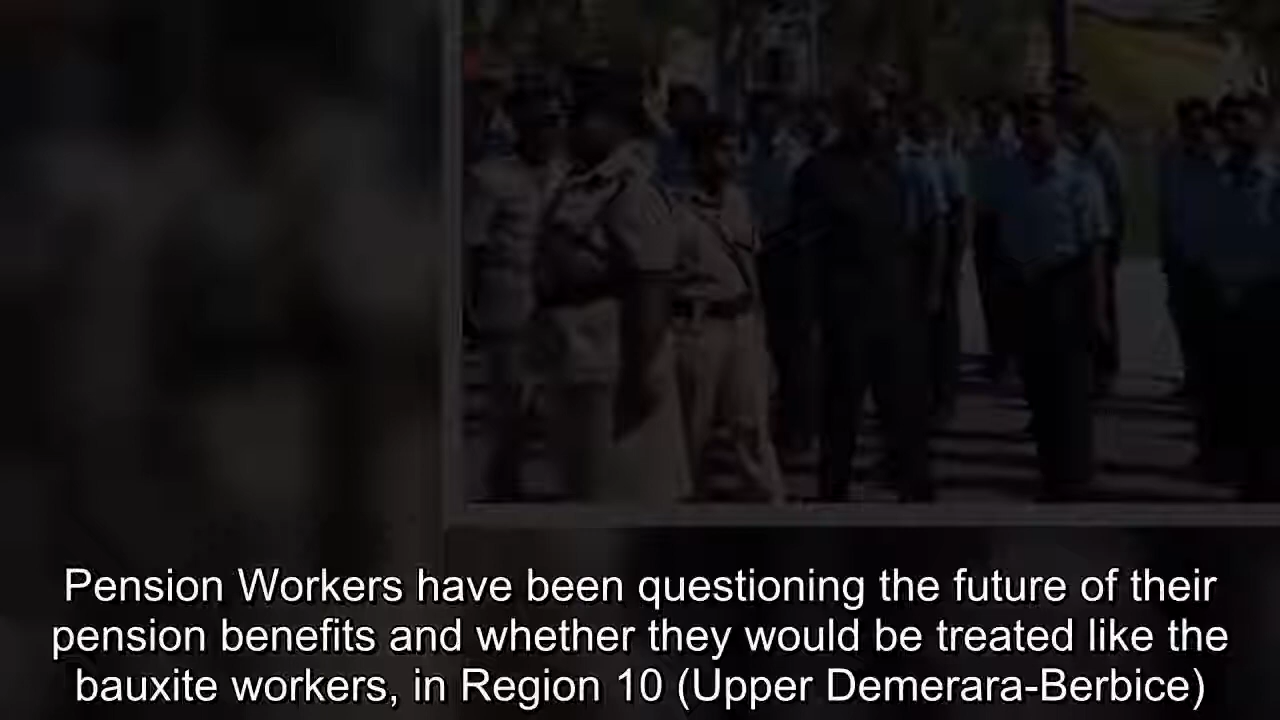 Pension Workers have been questioning the future of their
pension benefits and whether they would be treated like the
bauxite workers, in Region 10 (Upper Demerara-Berbice)